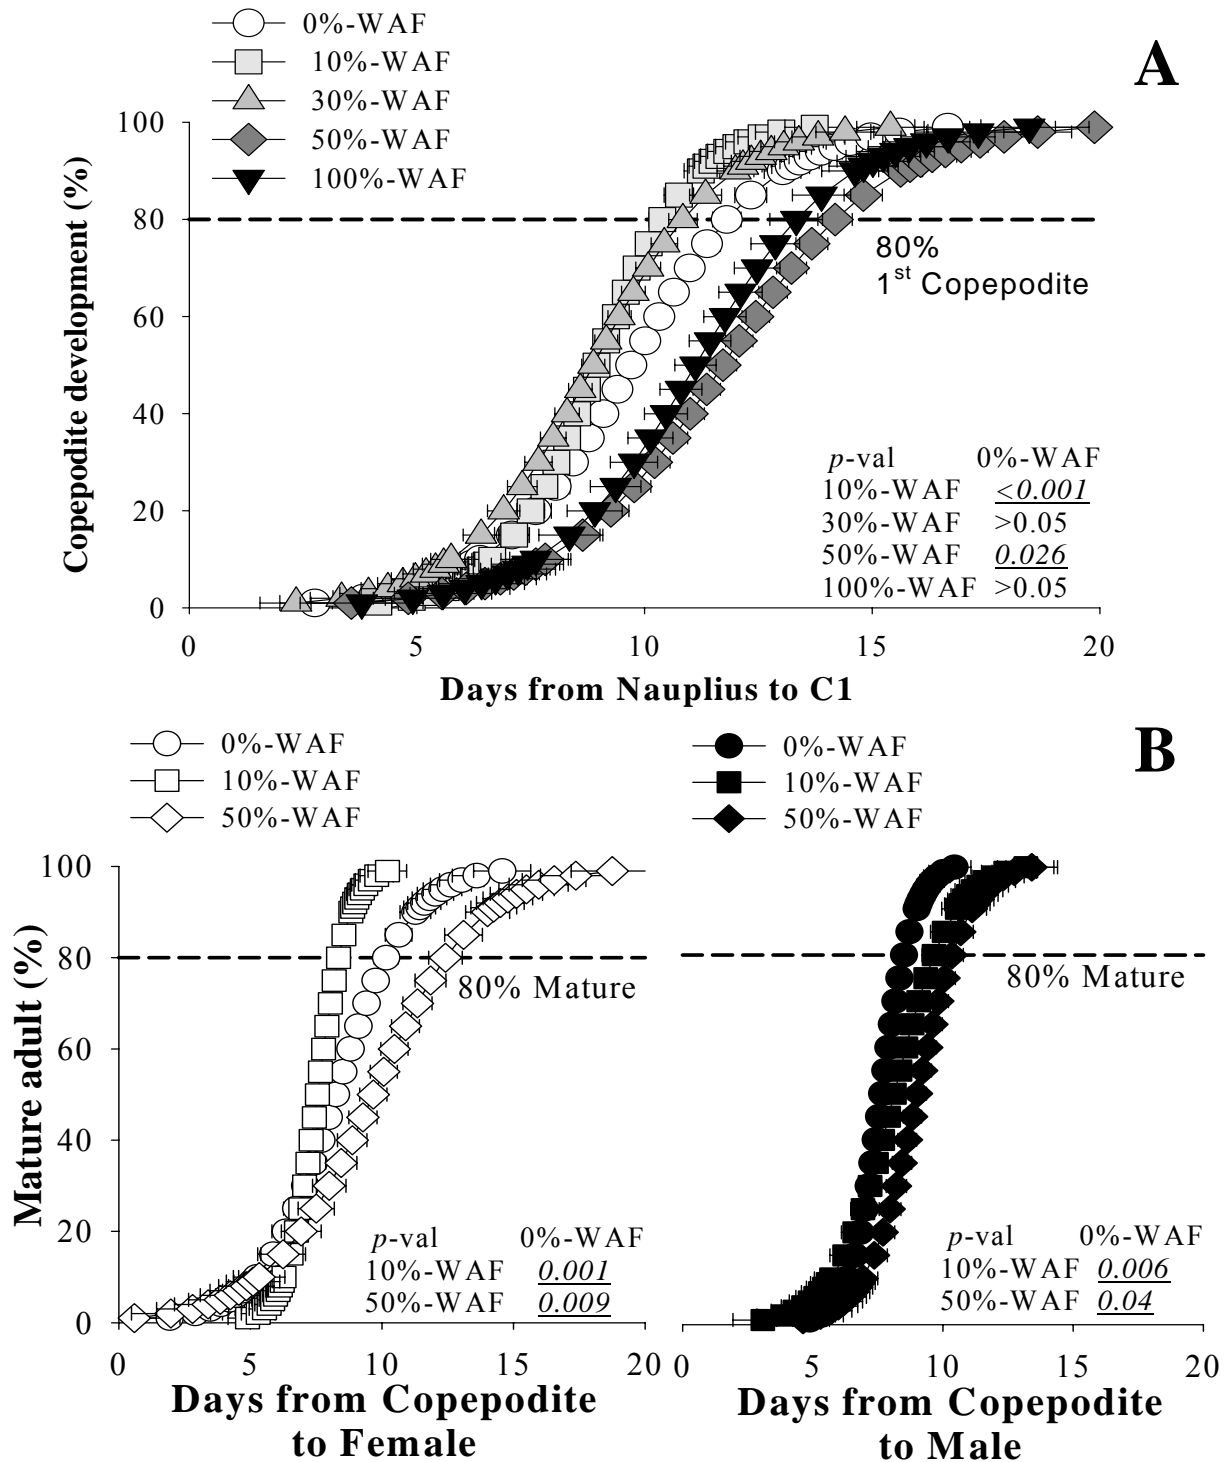 0%-WAF
10%-WAF
30%-WAF
50%-WAF
100%-WAF
A
Copepodite development (%)
100
80
60
40
20
0
80%
1st Copepodite
p-val 0%-WAF
10%-WAF <0.001
30%-WAF >0.05
50%-WAF 0.026
100%-WAF >0.05
0 5 10 15 20
Days from Nauplius to C1
B
0%-WAF
10%-WAF
50%-WAF
Mature adult (%)
100
80
60
40
20
0
80% Mature
p-val 0%-WAF
10%-WAF 0.001
50%-WAF 0.009
0 5 10 15 20
Days from Copepodite
to Female
0%-WAF
10%-WAF
50%-WAF
80% Mature
p-val 0%-WAF
10%-WAF 0.006
50%-WAF 0.04
0 5 10 15 20
Days from Copepodite
to Male